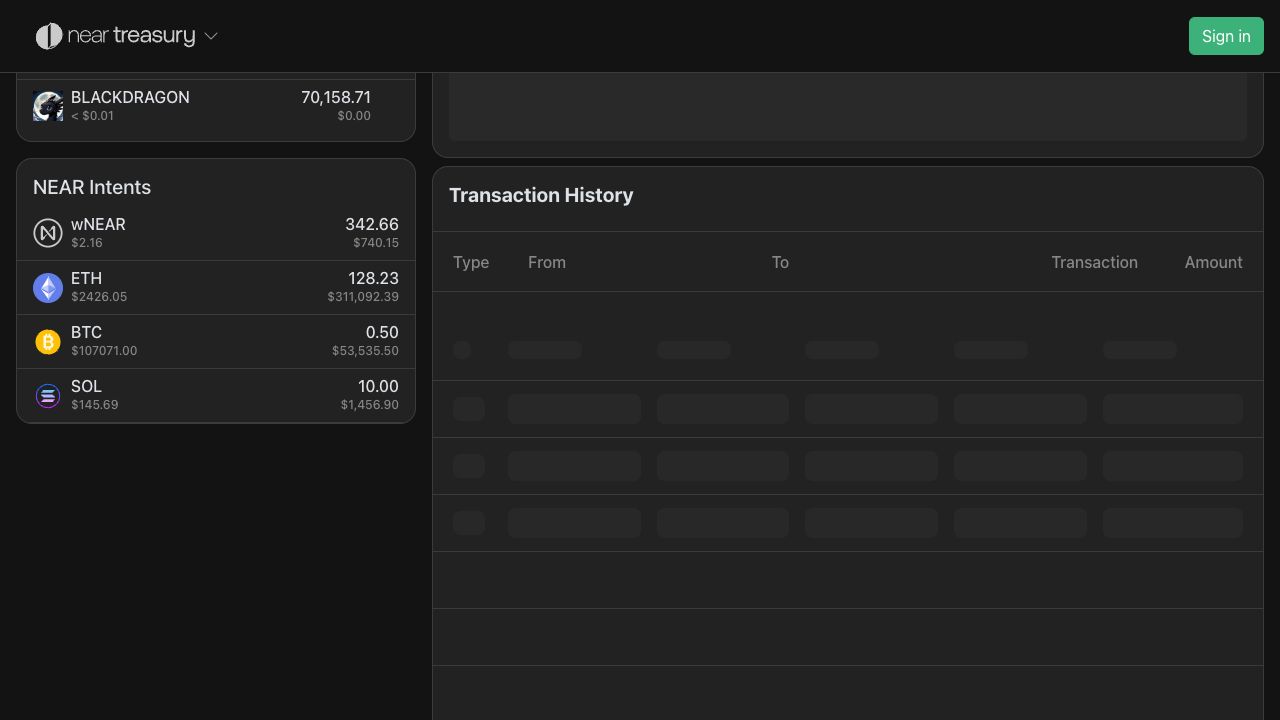 near treasury
Sign in
BLACKDRAGON
70,158.71
< $0.01
$0.00
NEAR Intents
wNEAR
342.66
$2.16
$740.15
ETH
128.23
$2426.05
$311,092.39
BTC
0.50
$107071.00
$53,535.50
SOL
10.00
$145.69
$1,456.90
Transaction History
Type From To Transaction Amount